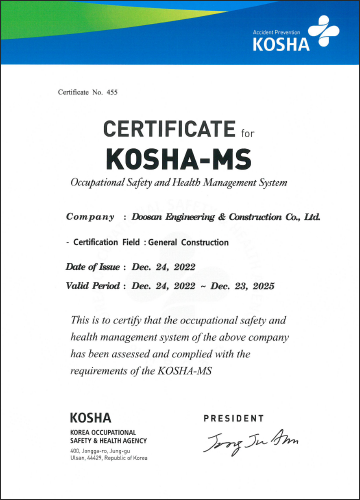 Accident Prevention
KOSHA
Certificate No. 455
CERTIFICATE for
KOSHA-MS
Occupational Safety and Health Management System
Company : Doosan Engineering & Construction Co., Ltd.
- Certification Field : General Construction
Date of Issue : Dec. 24, 2022
Valid Period : Dec. 24, 2022 ~ Dec. 23, 2025
This is to certify that the occupational safety and
health management system of the above company
has been assessed and complied with the
requirements of the KOSHA-MS
KOSHA
KOREA OCCUPATIONAL
SAFETY & HEALTH AGENCY
400, Jongga-ro, Jung-gu
Ulsan, 44429, Republic of Korea
PRESIDENT